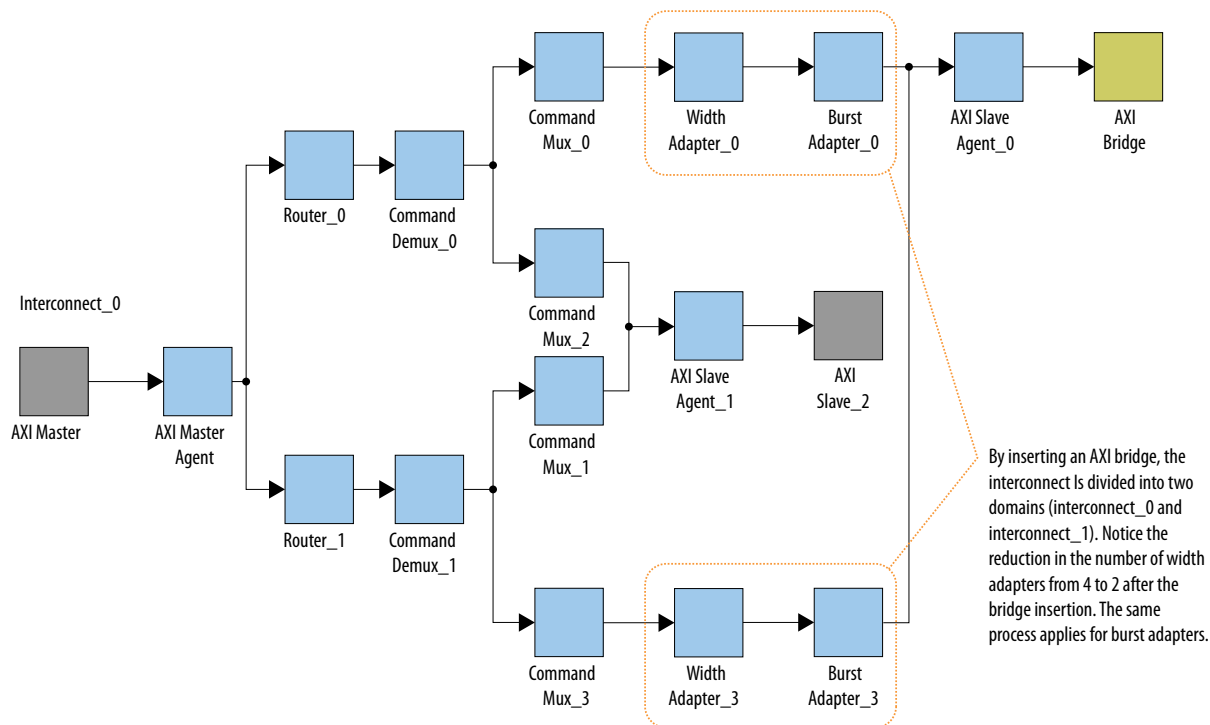 Command
Mux_0
Width
Adapter_0
Burst
Adapter_0
AXI Slave
Agent_0
AXI
Bridge
Router_0
Command
Demux_0
Command
Mux_2
Interconnect_0
AXI Master
AXI Master
Agent
AXI Slave
Agent_1
AXI
Slave_2
Command
Mux_1
Router_1
Command
Demux_1
By inserting an AXI bridge, the
interconnect Is divided into two
domains (interconnect_0 and
interconnect_1). Notice the
reduction in the number of width
adapters from 4 to 2 after the
bridge insertion. The same
process applies for burst adapters.
Command
Mux_3
Width
Adapter_3
Burst
Adapter_3